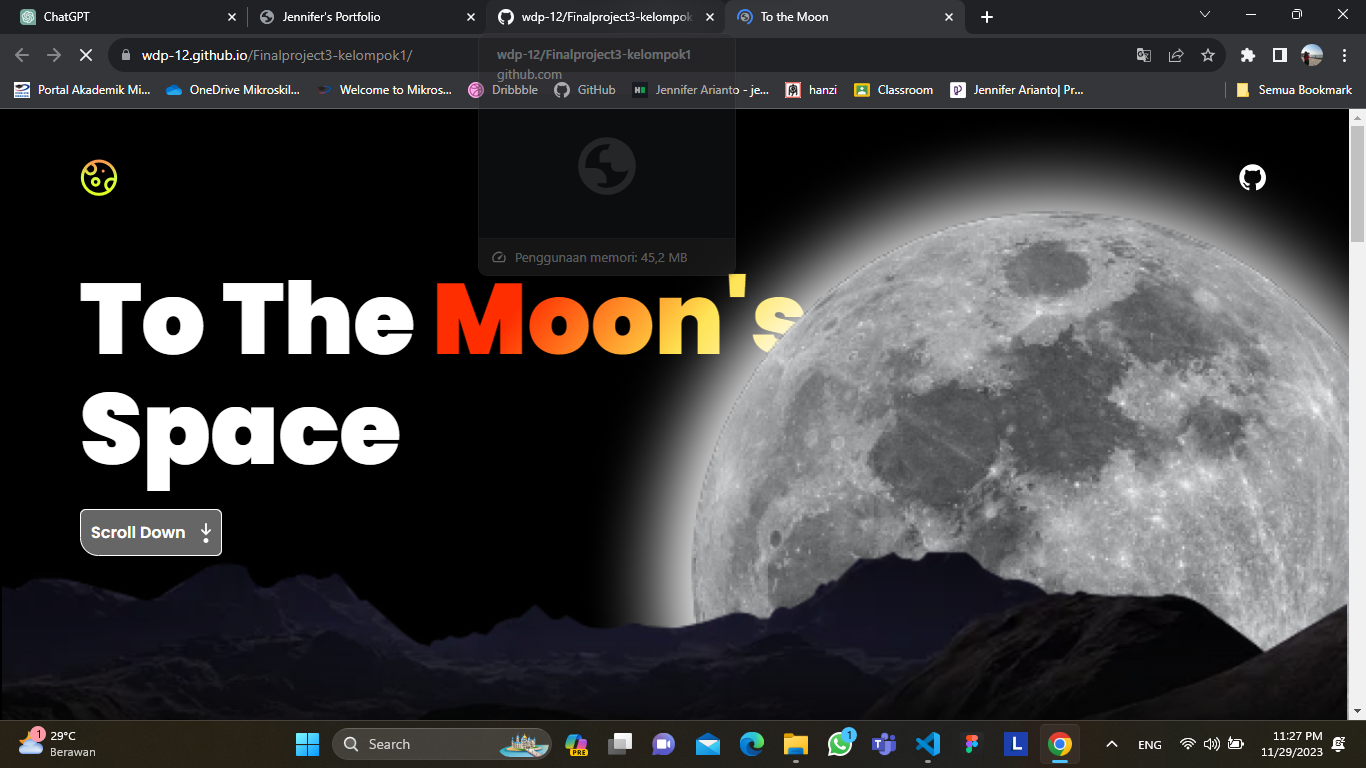 ChatGPT
Jennifer's Portfolio
wdp-12/Finalproject3-kelompok
To the Moon
wdp-12.github.io/Finalproject3-kelompok1/
wdp-12/Finalproject3-kelompok1
github.com
Portal Akademik Mi...
OneDrive Mikroskil...
Welcome to Mikros...
Dribbble
GitHub
Jennifer Arianto - je...
hanzi
Classroom
Jennifer Arianto| Pr...
Semua Bookmark
Penggunaan memori: 45,2 MB
To The Moon's
Space
Scroll Down
1
29°C
Berawan
Search
PRE
1
L
ENG
11:27 PM
11/29/2023